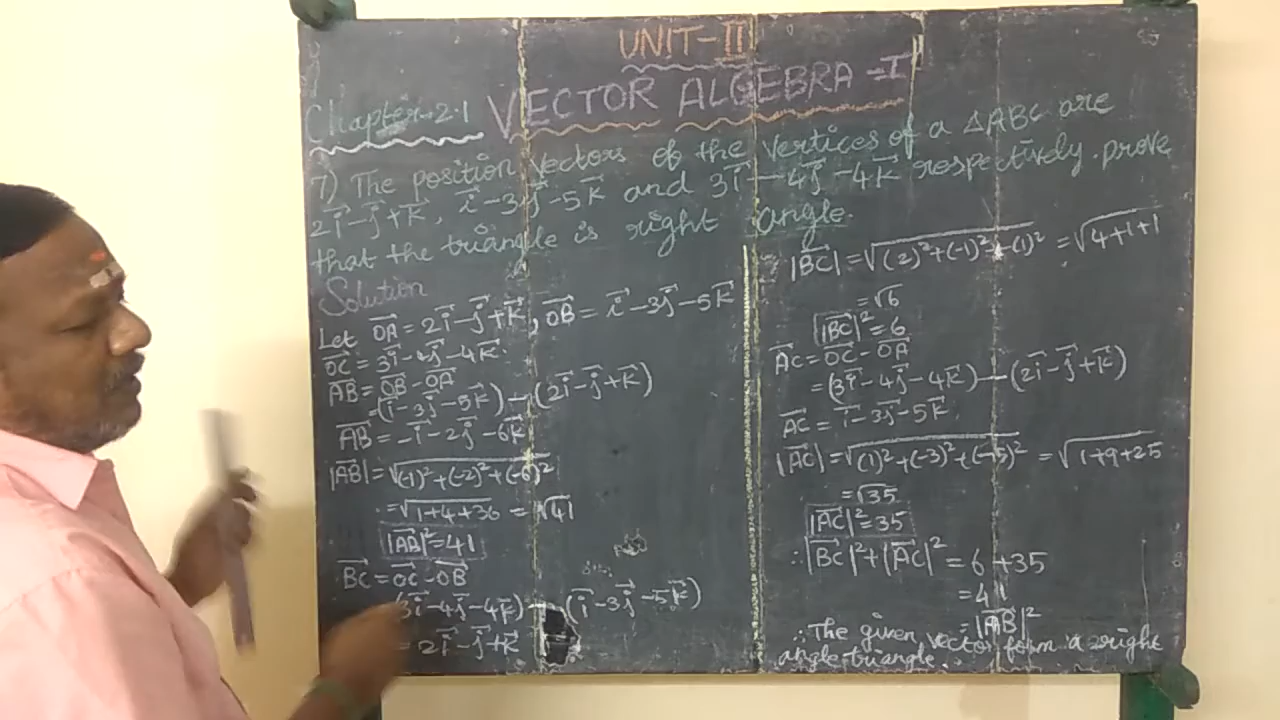 UNIT-II
Chapter-2.1 VECTOR ALGEBRA-I
7) The position vectors of the vertices of a △ABC are
2i⃗-j⃗+k⃗, i⃗-3j⃗-5k⃗ and 3i⃗-4j⃗-4k⃗ respectively. prove
that the triangle is right angle.
Solution
Let OA⃗ = 2i⃗-j⃗+k⃗, OB⃗ = i⃗-3j⃗-5k⃗
OC⃗ = 3i⃗-4j⃗-4k⃗.
AB⃗ = OB⃗ - OA⃗
=(i⃗-3j⃗-5k⃗) - (2i⃗-j⃗+k⃗)
AB⃗ = -i⃗-2j⃗-6k⃗
|AB⃗| = √(-1)²+(-2)²+(-6)²
= √1+4+36 = √41
|AB⃗|²=41
BC⃗ = OC⃗ - OB⃗
(3i⃗-4j⃗-4k⃗) - (i⃗-3j⃗-5k⃗)
= 2i⃗-j⃗+k⃗
|BC⃗| = √(2)²+(-1)²+(1)² = √4+1+1
= √6
|BC⃗|²=6
AC⃗ = OC⃗ - OA⃗
= (3i⃗-4j⃗-4k⃗) - (2i⃗-j⃗+k⃗)
AC⃗ = i⃗-3j⃗-5k⃗
|AC⃗| = √(1)²+(-3)²+(-5)² = √1+9+25
= √35
|AC⃗|²=35
∴ |BC⃗|²+|AC⃗|² = 6+35
= 41
= |AB⃗|²
∴ The given vector form a right
angle triangle.